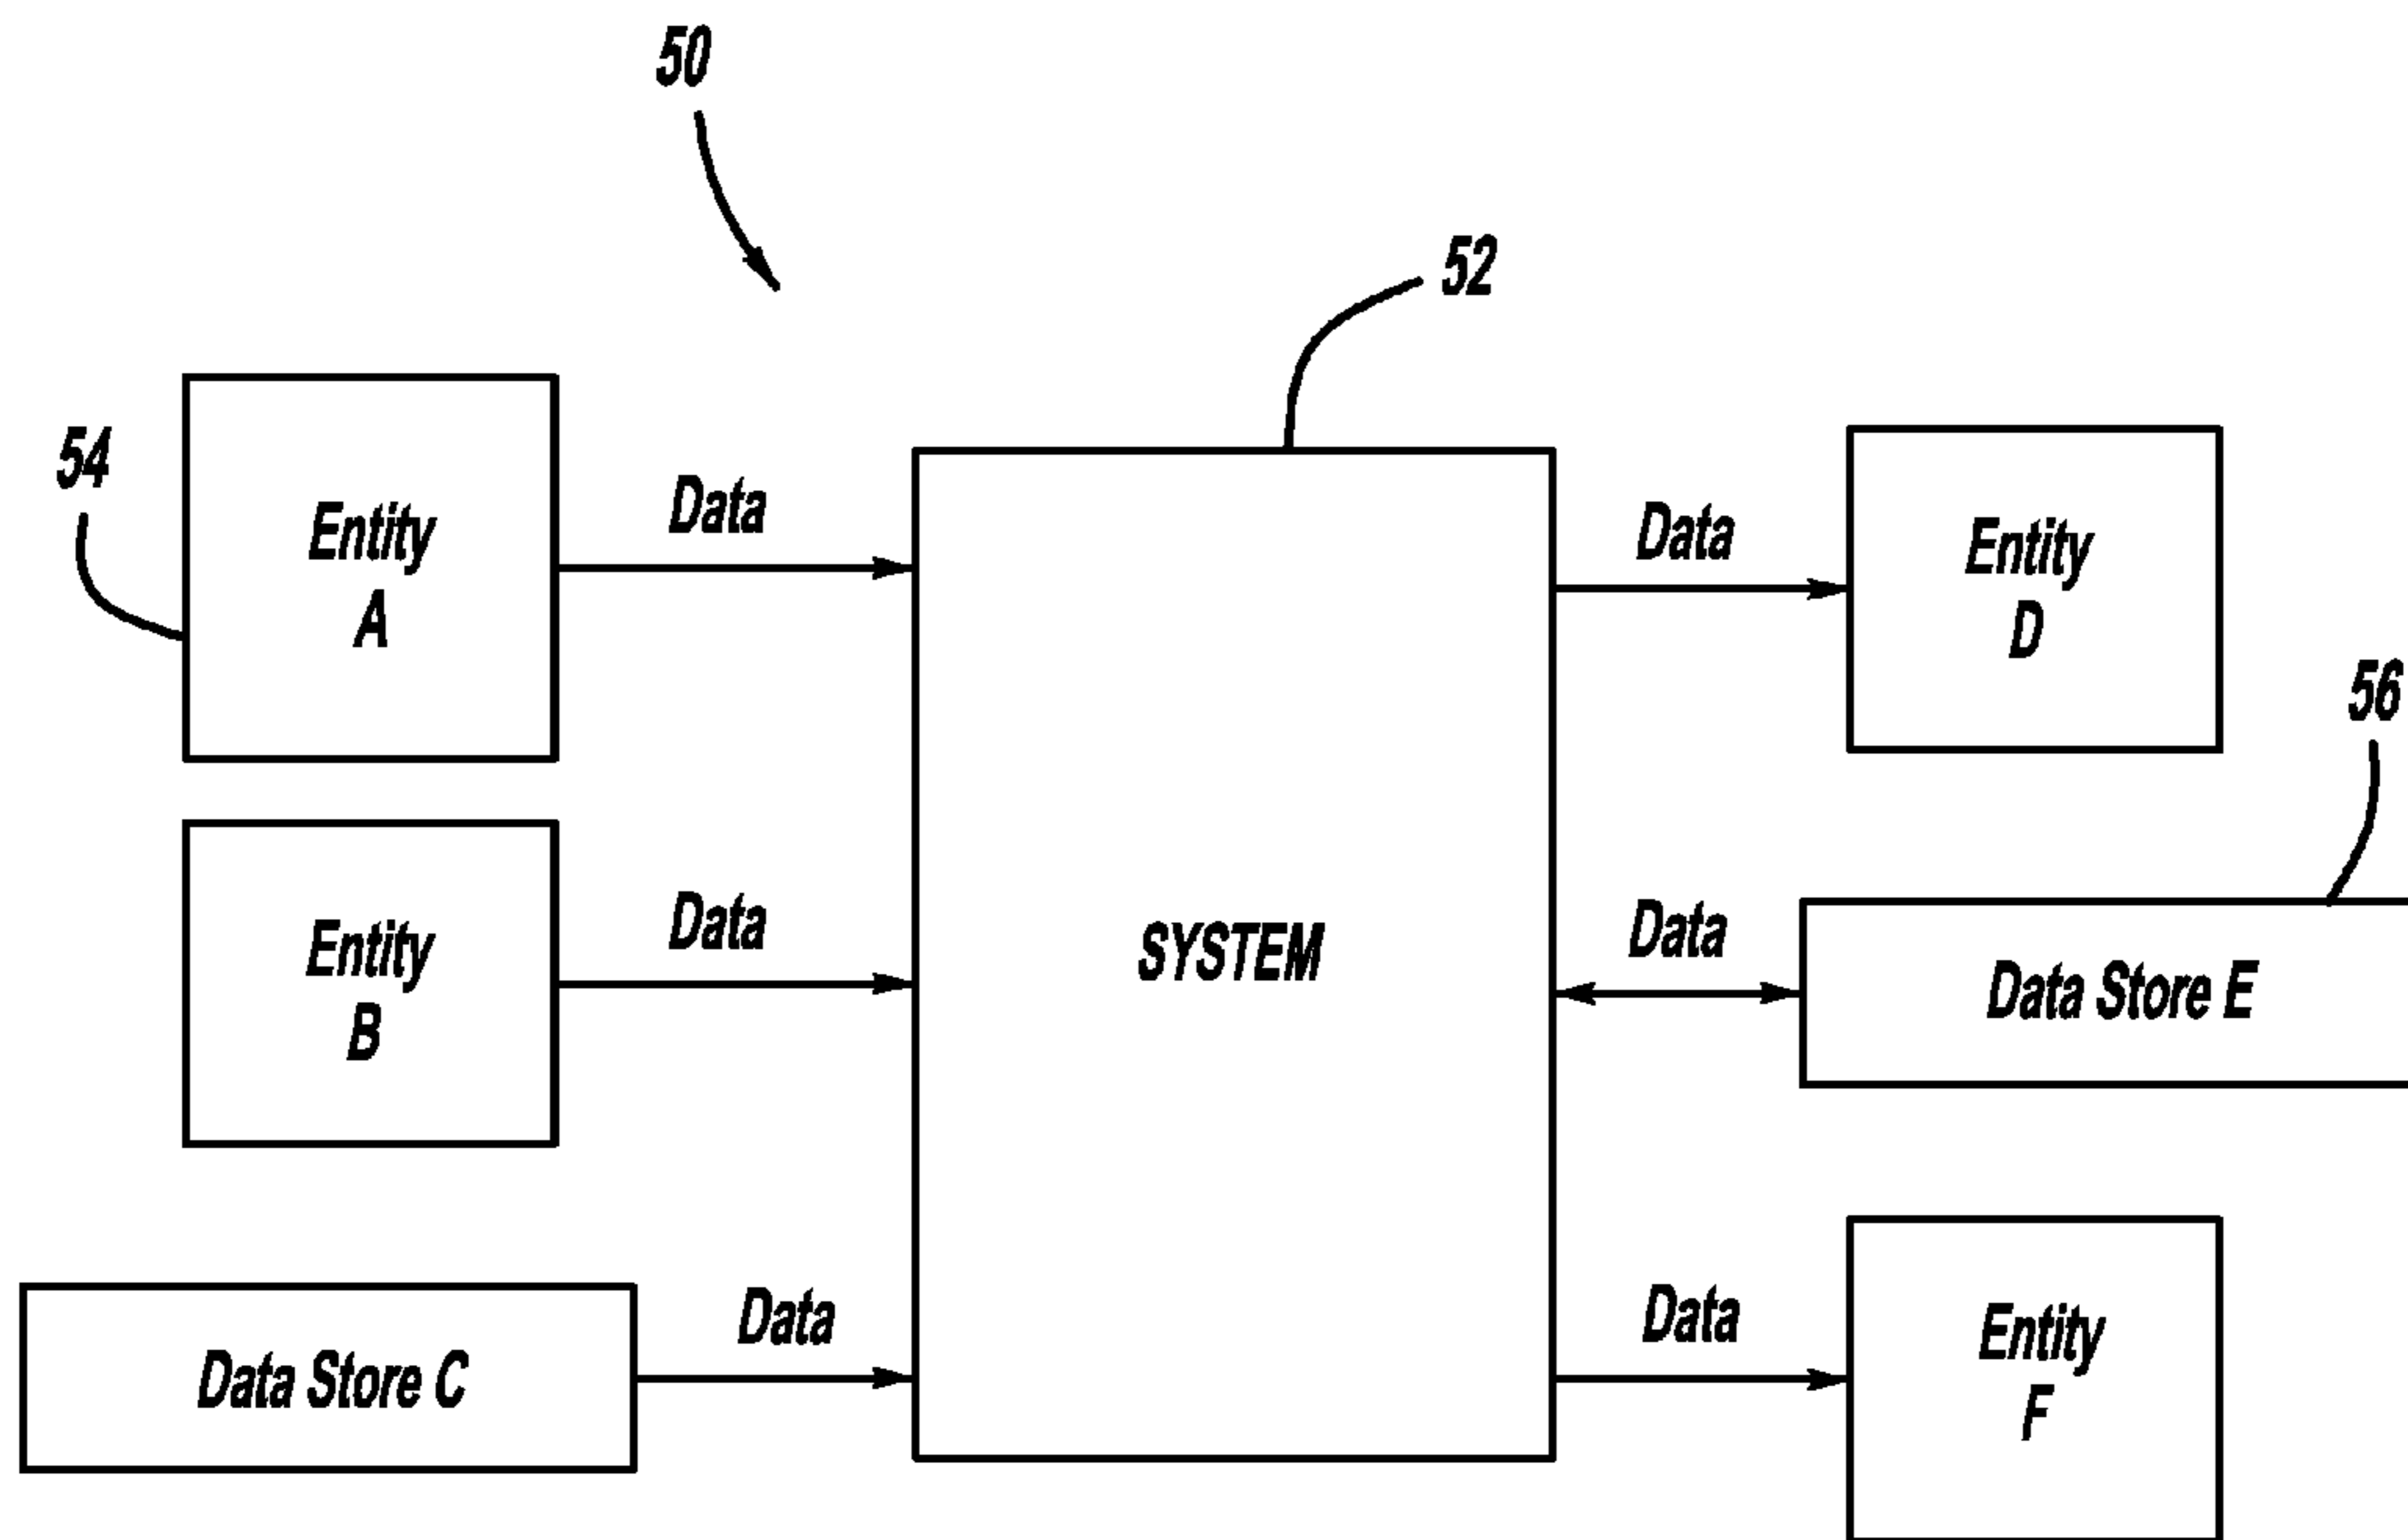 50
52
54
Entity
A
Data
Data
Entity
D
56
Entity
B
Data
SYSTEM
Data
Data Store E
Data Store C
Data
Data
Entity
F